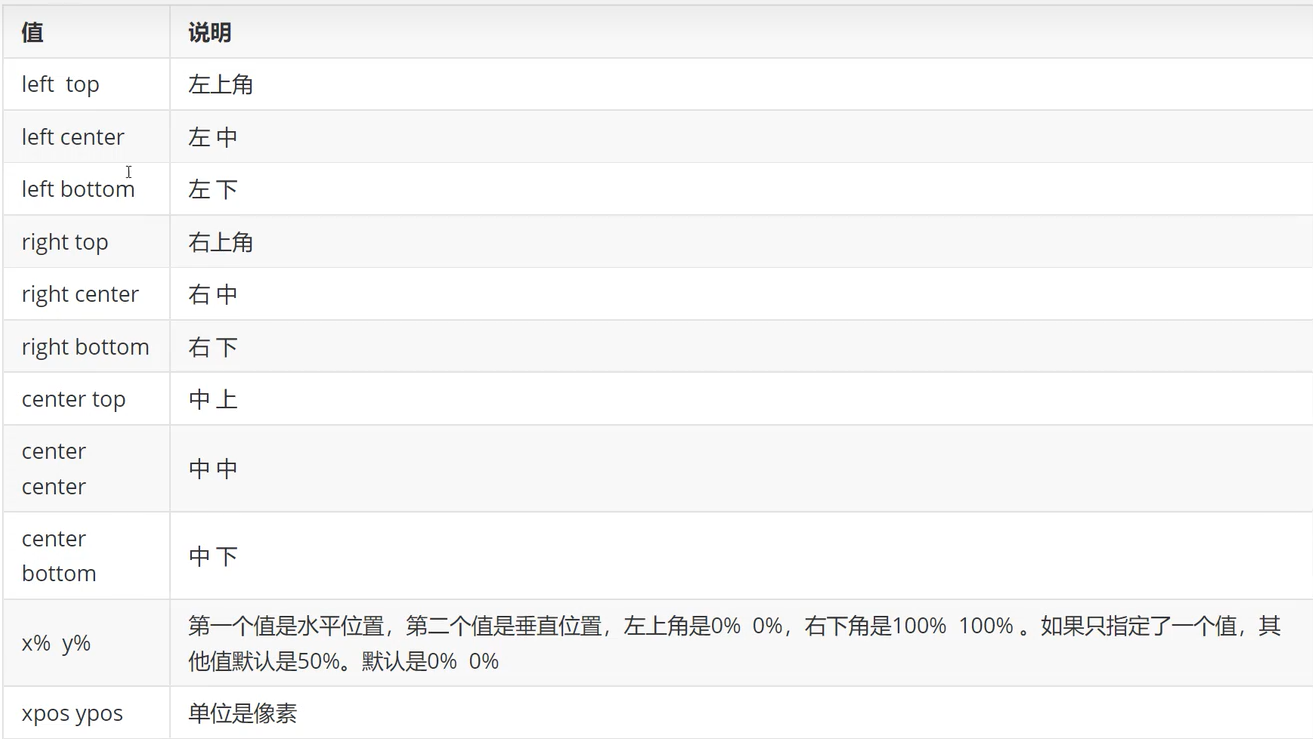 值 说明
left top 左上角
left center 左 中
left bottom 左 下
right top 右上角
right center 右 中
right bottom 右 下
center top 中 上
center
center
中 中
center
bottom
中 下
x% y%
第一个值是水平位置，第二个值是垂直位置，左上角是0% 0%，右下角是100% 100% 。如果只指定了一个值，其
他值默认是50%。默认是0% 0%
xpos ypos 单位是像素